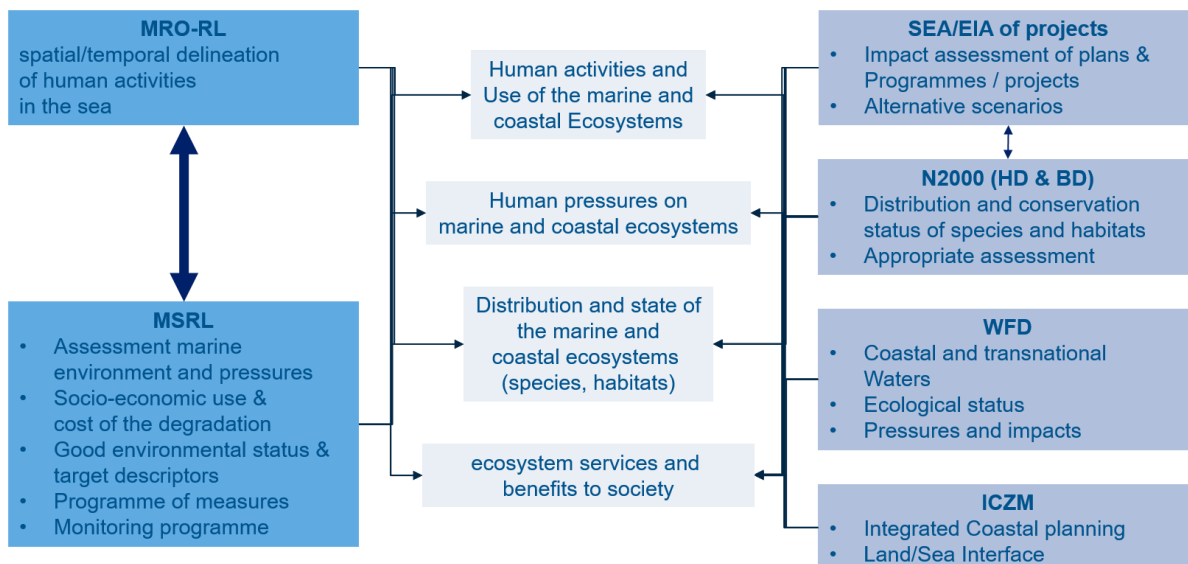 MRO-RL
spatial/temporal delineation
of human activities
in the sea
MSRL
• Assessment marine
environment and pressures
• Socio-economic use &
cost of the degradation
• Good environmental status &
target descriptors
• Programme of measures
• Monitoring programme
Human activities and
Use of the marine and
coastal Ecosystems
Human pressures on
marine and coastal ecosystems
Distribution and state of
the marine and
coastal ecosystems
(species, habitats)
ecosystem services and
benefits to society
SEA/EIA of projects
• Impact assessment of plans &
Programmes / projects
• Alternative scenarios
N2000 (HD & BD)
• Distribution and conservation
status of species and habitats
• Appropriate assessment
WFD
• Coastal and transnational
Waters
• Ecological status
• Pressures and impacts
ICZM
• Integrated Coastal planning
• Land/Sea Interface